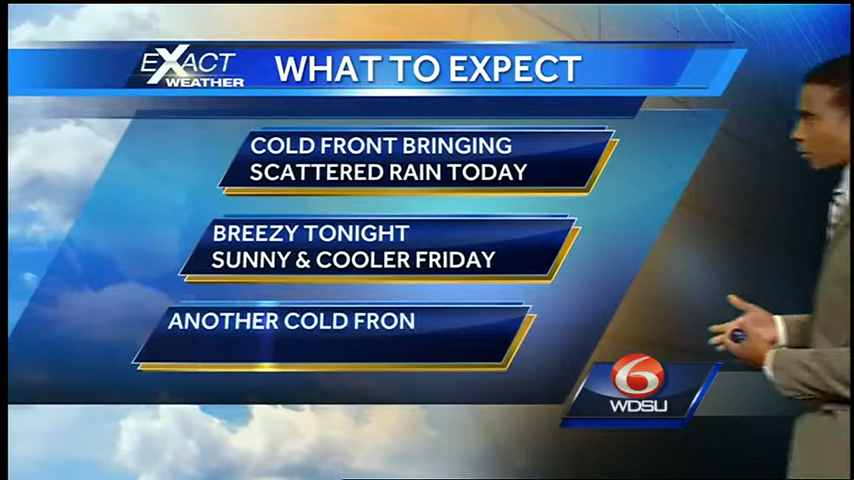 EXACT
WEATHER
WHAT TO EXPECT
COLD FRONT BRINGING
SCATTERED RAIN TODAY
BREEZY TONIGHT
SUNNY & COOLER FRIDAY
ANOTHER COLD FRON
6
WDSU